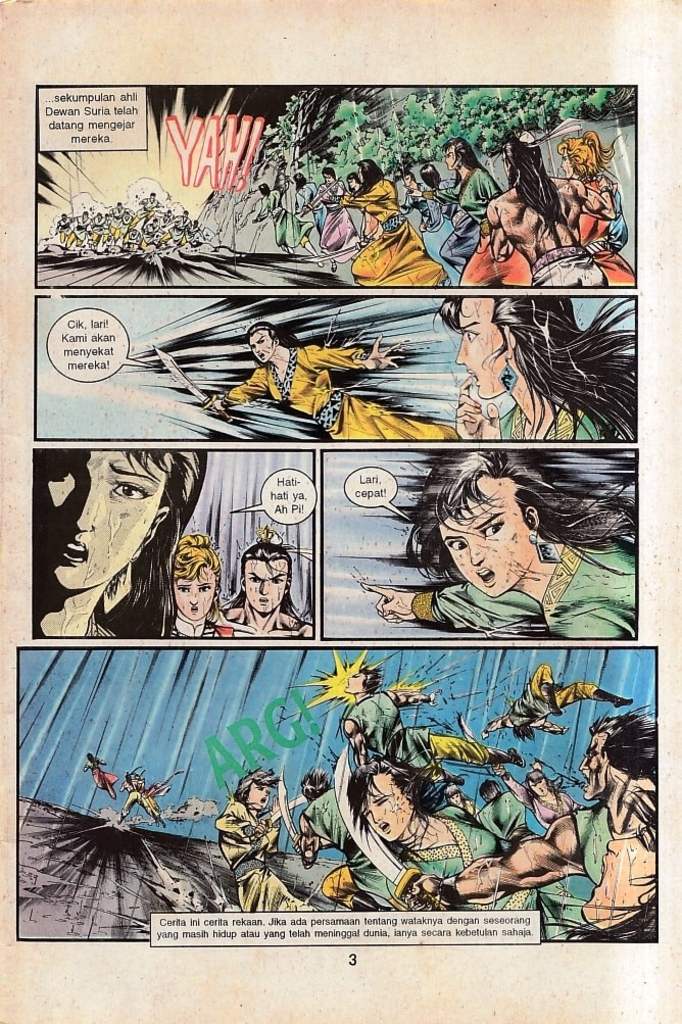 ...sekumpulan ahli
Dewan Suria telah
datang mengejar
mereka.
YAH!
Cik, lari!
Kami akan
menyekat
mereka!
Hati-
hati ya,
Ah Pi!
Lari,
cepat!
ARG!
Cerita ini cerita rekaan. Jika ada persamaan tentang wataknya dengan seseorang
yang masih hidup atau yang telah meninggal dunia, ianya secara kebetulan sahaja.
3